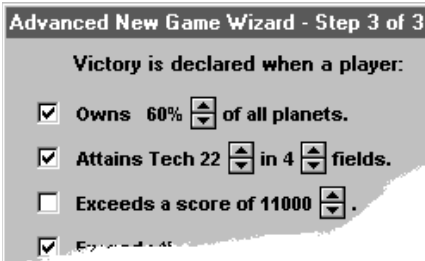 Advanced New Game Wizard - Step 3 of 3
Victory is declared when a player:
Owns 60% of all planets.
Attains Tech 22 in 4 fields.
Exceeds a score of 11000 .